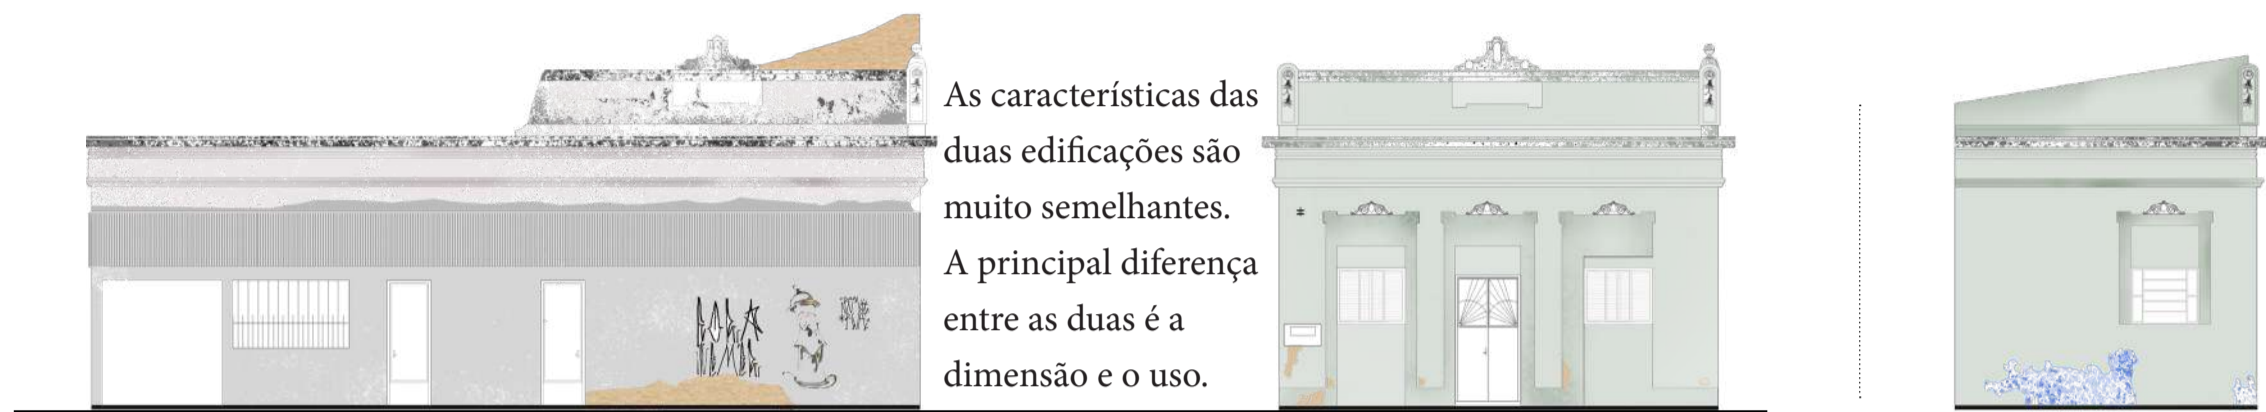 As características das
duas edificações são
muito semelhantes.
A principal diferença
entre as duas é a
dimensão e o uso.